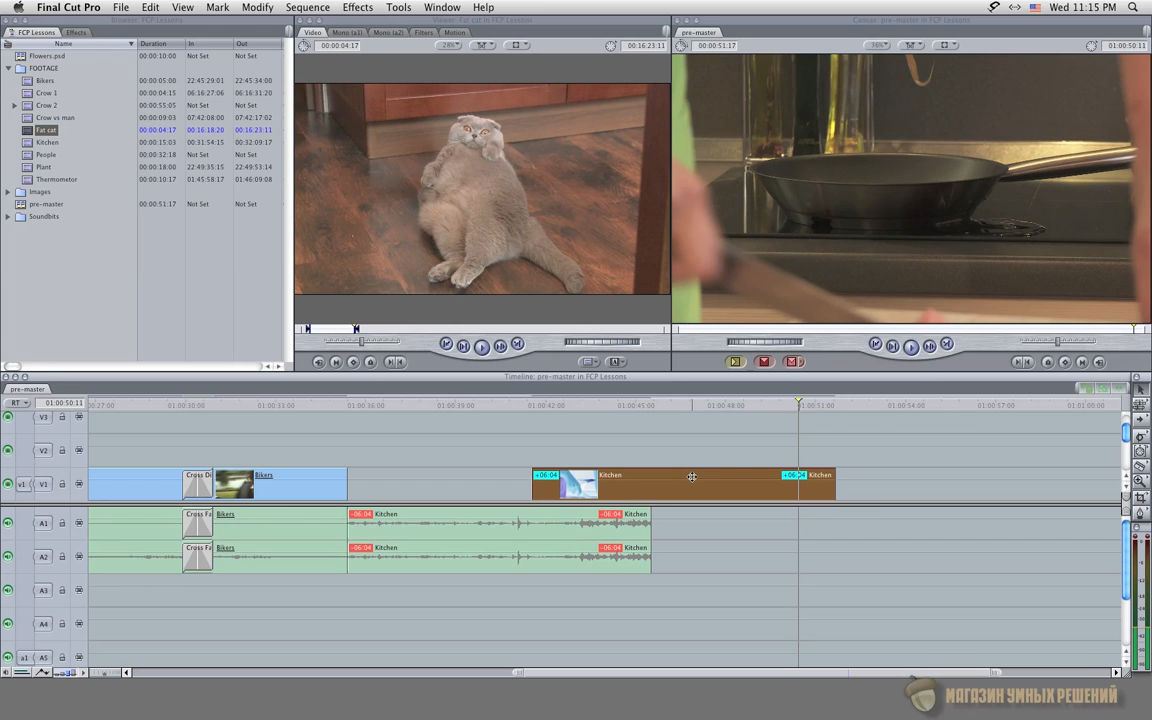 Final Cut Pro File Edit View Mark Modify Sequence Effects Tools Window Help Wed 11:15 PM
Browser: FCP Lessons
Viewer: Fat cat in FCP Lessons
Canvas: pre-master in FCP Lessons
FCP Lessons Effects
Video Mono (a1) Mono (a2) Filters Motion
pre-master
Name Duration In Out
00:00:04:17 28% 00:16:23:11
00:00:51:17 36% 01:00:50:11
Flowers.psd 00:00:10:00 Not Set Not Set
FOOTAGE
Bikers 00:00:05:00 22:45:29:01 22:45:34:00
Crow 1 00:00:04:15 06:16:27:06 06:16:31:20
Crow 2 00:00:55:05 Not Set Not Set
Crow vs man 00:00:09:03 07:42:08:00 07:42:17:02
Fat cat 00:00:04:17 00:16:18:20 00:16:23:11
Kitchen 00:00:15:03 00:31:54:15 00:32:09:17
People 00:00:32:18 Not Set Not Set
Plant 00:00:18:00 22:49:35:15 22:49:53:14
Thermometor 00:00:10:17 01:45:58:17 01:46:09:08
Images
pre-master 00:00:51:17 Not Set Not Set
Soundbits
Timeline: pre-master in FCP Lessons
pre-master
RT 01:00:50:11 00:27:00 01:00:30:00 01:00:33:00 01:00:36:00 01:00:39:00 01:00:42:00 01:00:45:00 01:00:48:00 01:00:51:00 01:00:54:00 01:00:57:00 01:01:00:00
V3
V2
v1 V1 Cross Di Bikers +06:04 Kitchen +06:04 Kitchen
A1 Cross Fa Bikers -06:04 Kitchen -06:04 Kitchen
A2 Cross Fa Bikers -06:04 Kitchen -06:04 Kitchen
A3
A4
a1 A5
МАГАЗИН УМНЫХ РЕШЕНИЙ